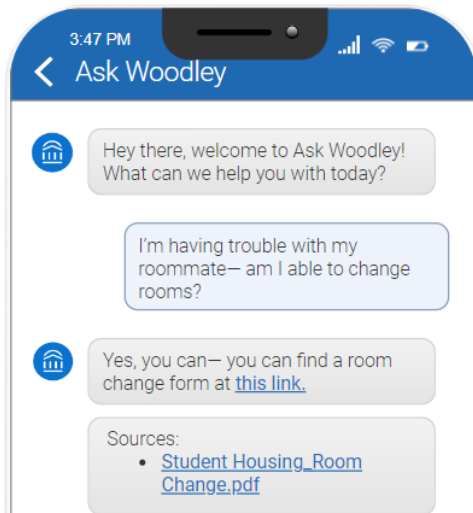 3:47 PM
Ask Woodley
Hey there, welcome to Ask Woodley!
What can we help you with today?
I’m having trouble with my
roommate— am I able to change
rooms?
Yes, you can— you can find a room
change form at this link.
Sources:
• Student Housing_Room
Change.pdf